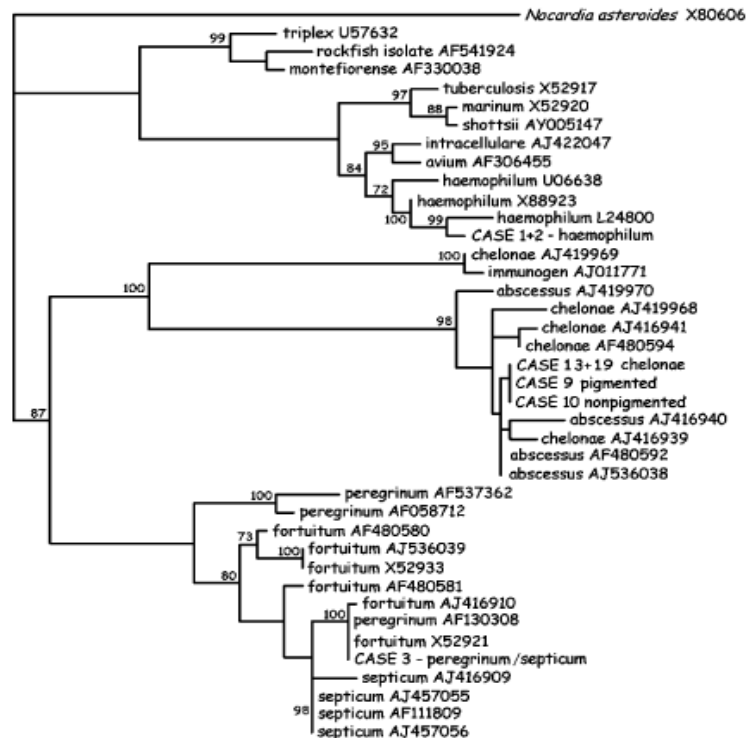 Nocardia asteroides X80606
triplex U57632
99
rockfish isolate AF541924
montefiorense AF330038
tuberculosis X52917
97
marinum X52920
88
shottsii AY005147
intracellulare AJ422047
95
avium AF306455
84
haemophilum U06638
72
haemophilum X88923
haemophilum L24800
100 99
CASE 1+2 - haemophilum
chelonae AJ419969
100
immunogen AJ011771
100
abscessus AJ419970
chelonae AJ419968
98
chelonae AJ416941
chelonae AF480594
CASE 13+19 chelonae
CASE 9 pigmented
CASE 10 nonpigmented
87
abscessus AJ416940
chelonae AJ416939
abscessus AF480592
abscessus AJ536038
peregrinum AF537362
100
peregrinum AF058712
fortuitum AF480580
73
fortuitum AJ536039
100
fortuitum X52933
80
fortuitum AF480581
fortuitum AJ416910
100
peregrinum AF130308
fortuitum X52921
CASE 3 - peregrinum/septicum
septicum AJ416909
septicum AJ457055
98
septicum AF111809
septicum AJ457056